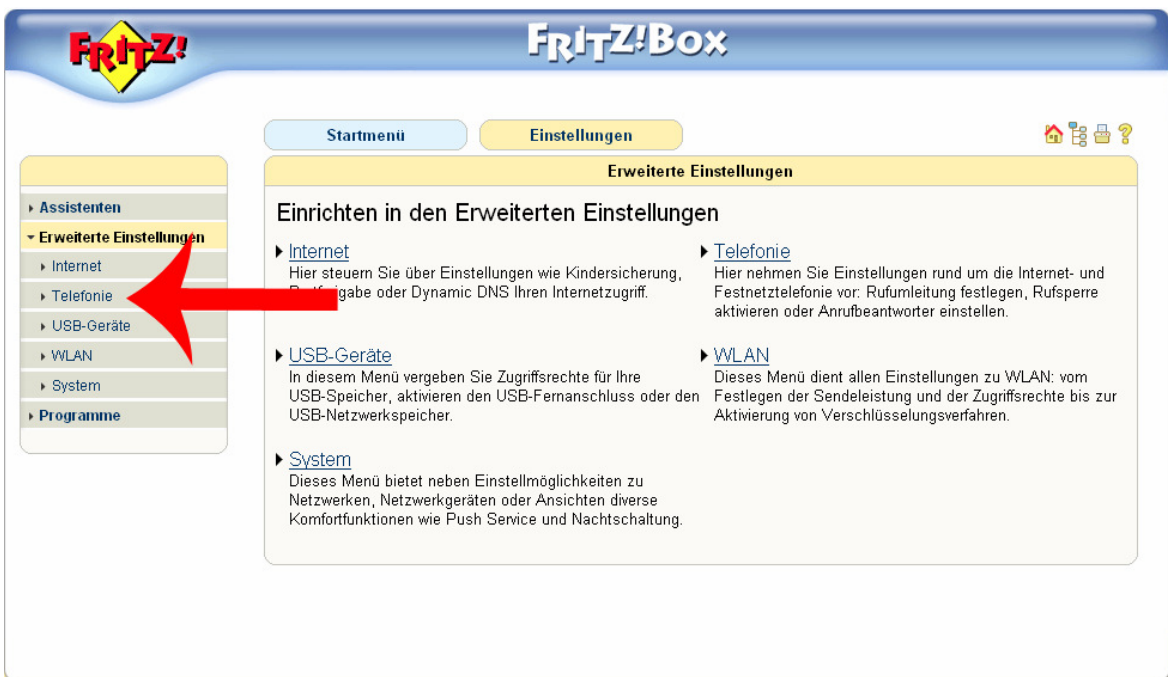 FRITZ!
FRITZ!BOX
Startmenü
Einstellungen
Erweiterte Einstellungen
Assistenten
Erweiterte Einstellungen
Internet
Telefonie
USB-Geräte
WLAN
System
Programme
Einrichten in den Erweiterten Einstellungen
Internet
Hier steuern Sie über Einstellungen wie Kindersicherung,
oder Dynamic DNS Ihren Internetzugriff.
Telefonie
Hier nehmen Sie Einstellungen rund um die Internet- und
Festnetztelefonie vor: Rufumleitung festlegen, Rufsperre
aktivieren oder Anrufbeantworter einstellen.
USB-Geräte
In diesem Menü vergeben Sie Zugriffsrechte für Ihre
USB-Speicher, aktivieren den USB-Fernanschluss oder den
USB-Netzwerkspeicher.
WLAN
Dieses Menü dient allen Einstellungen zu WLAN: vom
Festlegen der Sendeleistung und der Zugriffsrechte bis zur
Aktivierung von Verschlüsselungsverfahren.
System
Dieses Menü bietet neben Einstellmöglichkeiten zu
Netzwerken, Netzwerkgeräten oder Ansichten diverse
Komfortfunktionen wie Push Service und Nachtschaltung.